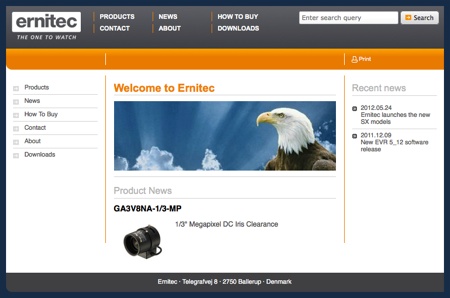 ernitec
THE ONE TO WATCH
PRODUCTS
CONTACT
NEWS
ABOUT
HOW TO BUY
DOWNLOADS
Enter search query
Search
Print
Products
News
How To Buy
Contact
About
Downloads
Welcome to Ernitec
Product News
GA3V8NA-1/3-MP
1/3" Megapixel DC Iris Clearance
Recent news
2012.05.24
Ernitec launches the new
SX models
2011.12.09
New EVR 5_12 software
release
Ernitec · Telegrafvej 8 · 2750 Ballerup · Denmark